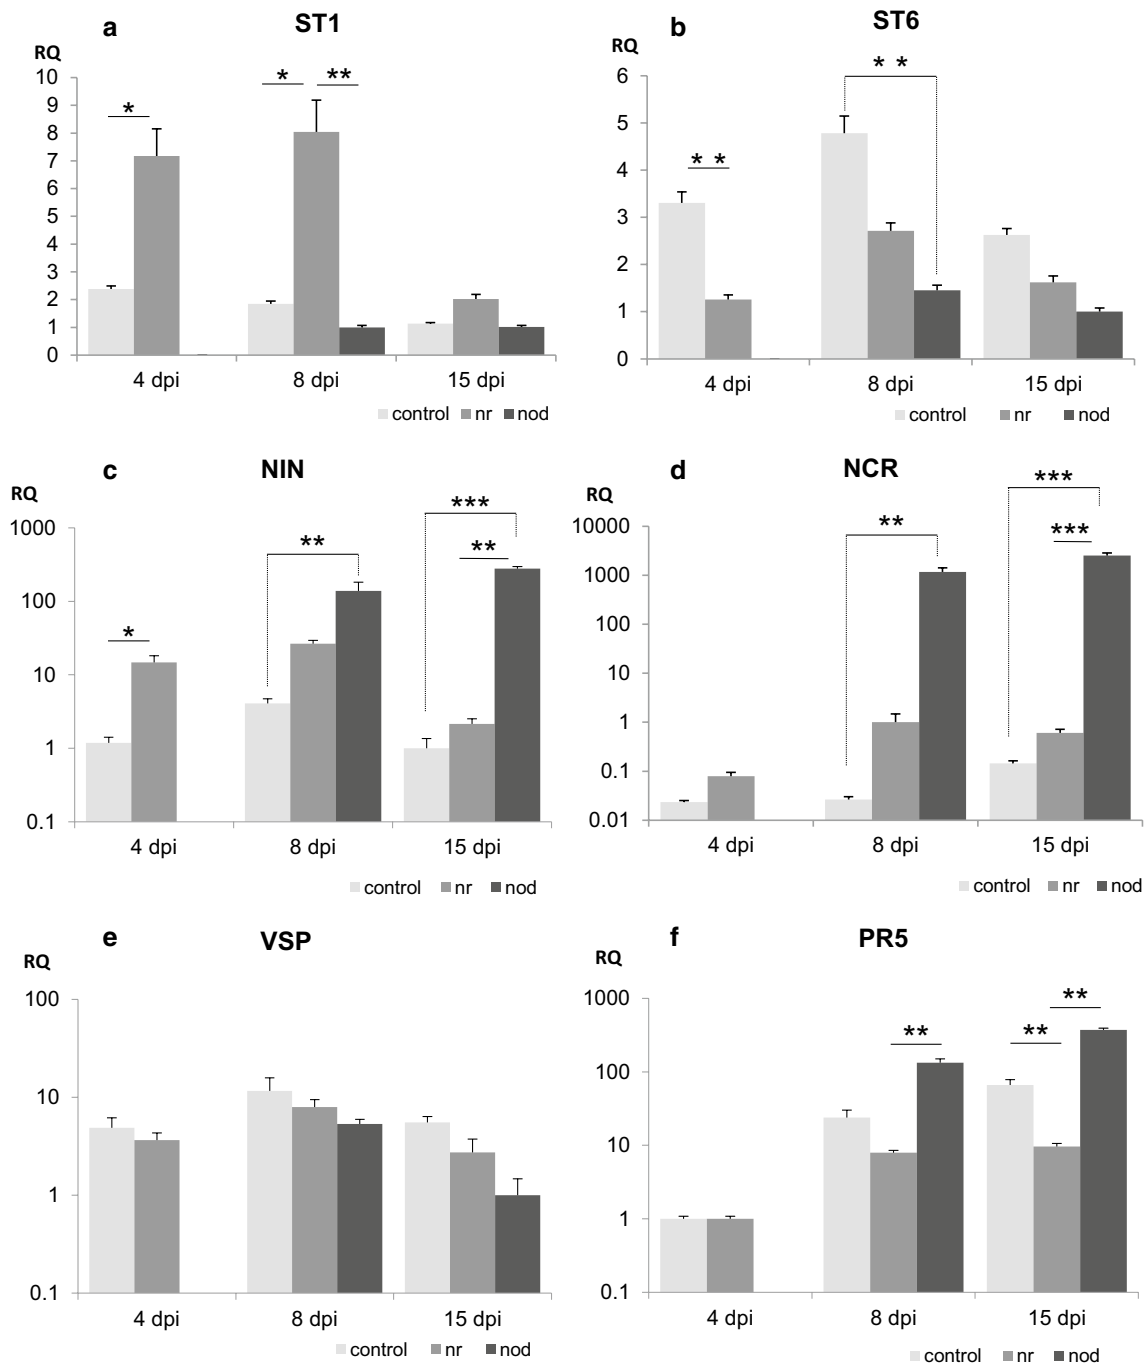 a ST1
RQ
10
9
8
7
6
5
4
3
2
1
0
* * **
4 dpi 8 dpi 15 dpi
control nr nod
b ST6
RQ
6
5
4
3
2
1
0
* * * *
4 dpi 8 dpi 15 dpi
control nr nod
c NIN
RQ
1000
100
10
1
0.1
* ** *** **
4 dpi 8 dpi 15 dpi
control nr nod
d NCR
RQ
10000
1000
100
10
1
0.1
0.01
** *** ***
4 dpi 8 dpi 15 dpi
control nr nod
e VSP
RQ
100
10
1
0.1
4 dpi 8 dpi 15 dpi
control nr nod
f PR5
RQ
1000
100
10
1
0.1
** ** **
4 dpi 8 dpi 15 dpi
control nr nod